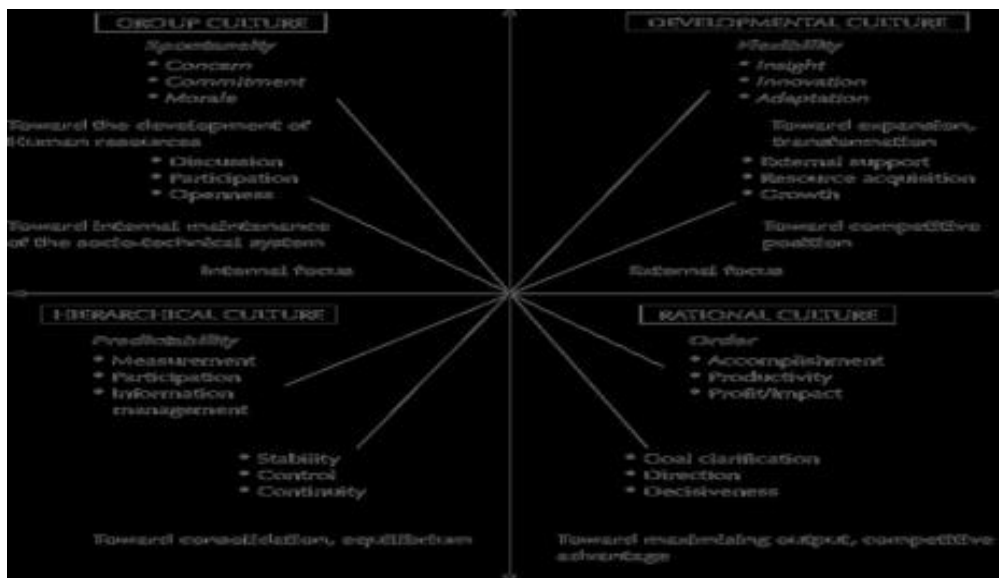 GROUP CULTURE
Spontaneity
* Concern
* Commitment
* Morale
Toward the development of
Human resources
* Discussion
* Participation
* Openness
Toward internal maintenance
of the socio-technical system
Internal focus
DEVELOPMENTAL CULTURE
Flexibility
* Insight
* Innovation
* Adaptation
Toward expansion,
transformation
* External support
* Resource acquisition
* Growth
Toward competitive
position
External focus
HIERARCHICAL CULTURE
Predictability
* Measurement
* Participation
* Information
management
* Stability
* Control
* Continuity
Toward consolidation, equilibrium
RATIONAL CULTURE
Order
* Accomplishment
* Productivity
* Profit/impact
* Goal clarification
* Direction
* Decisiveness
Toward maximising output, competitive
advantage